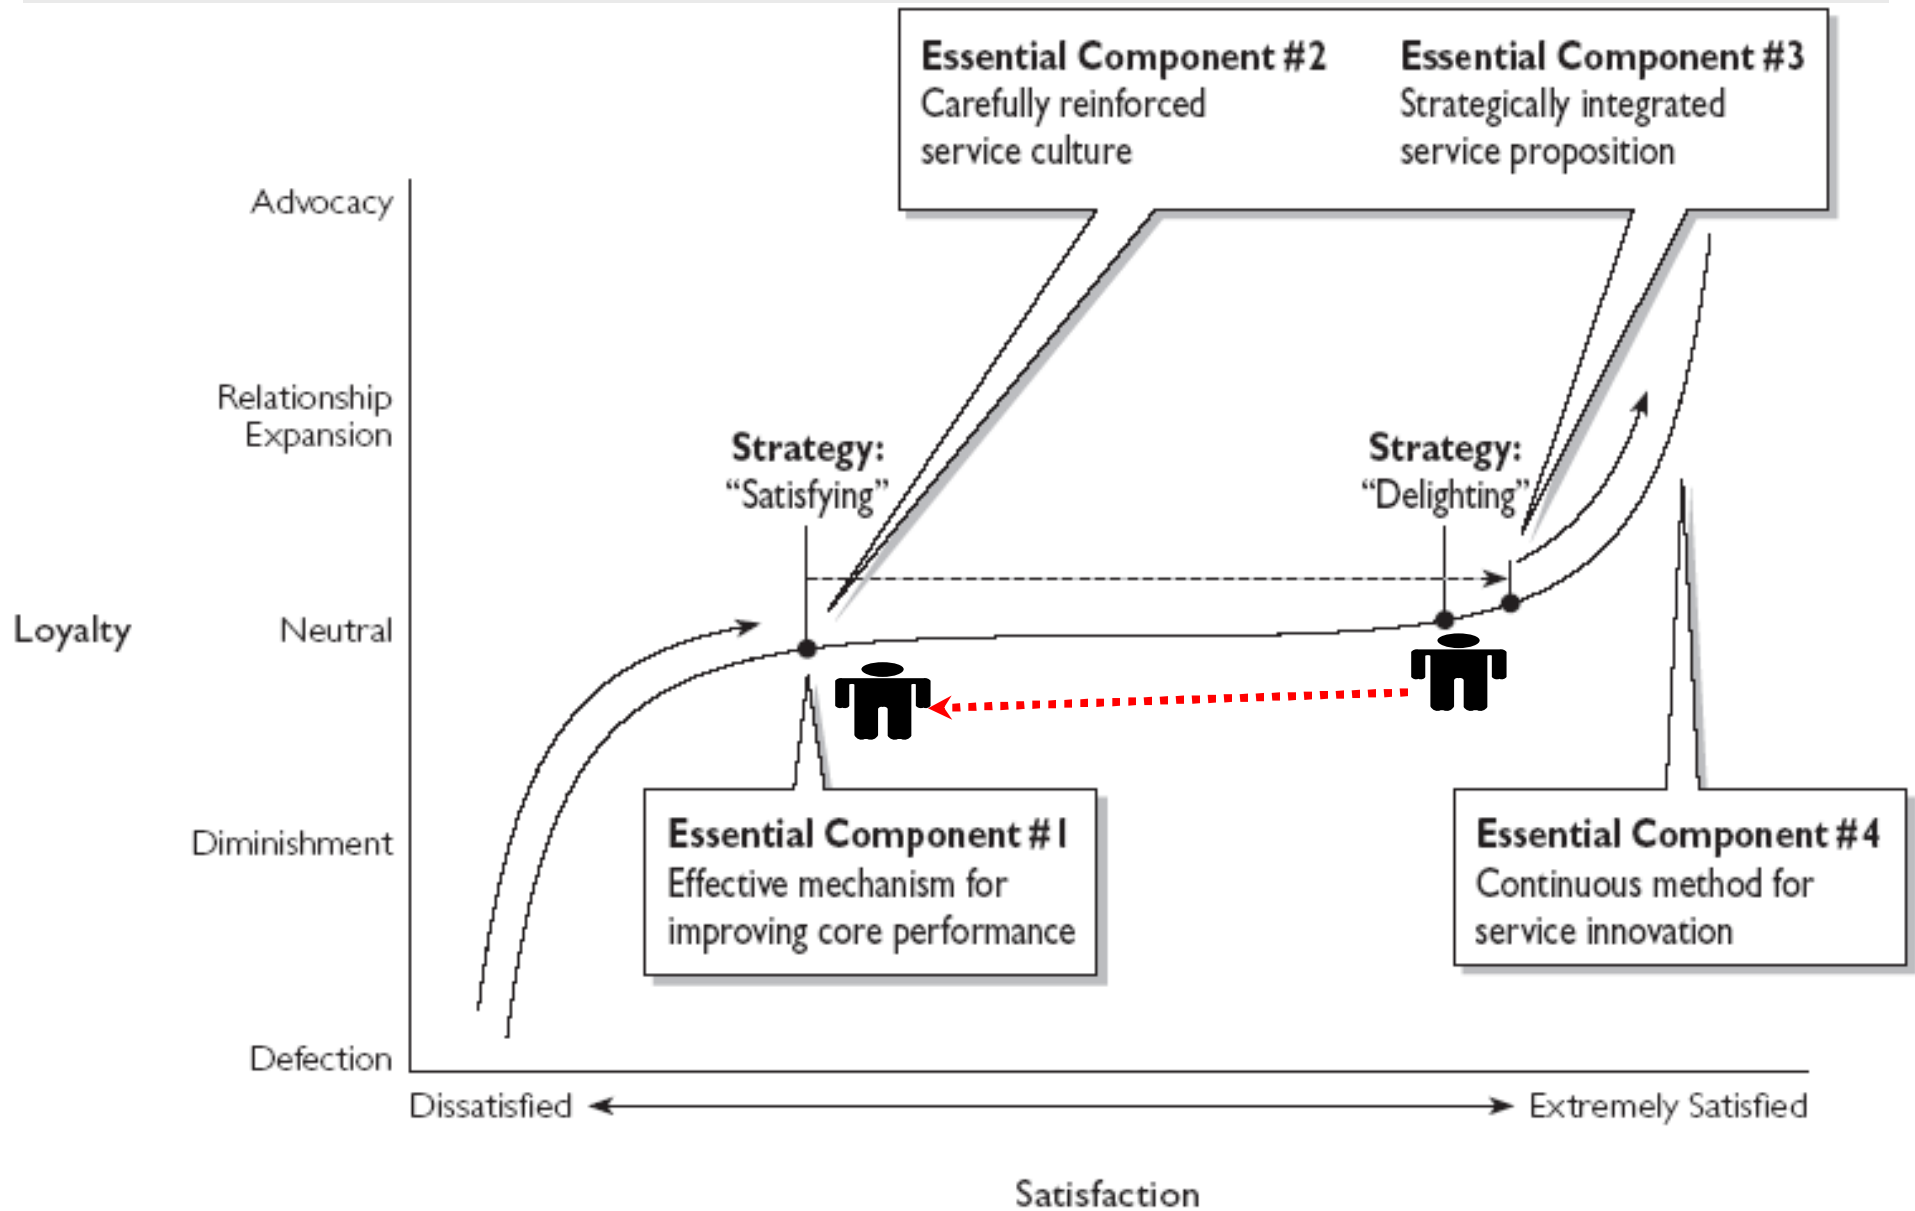 Essential Component #2
Carefully reinforced
service culture
Essential Component #3
Strategically integrated
service proposition
Advocacy
Relationship
Expansion
Strategy:
“Satisfying”
Strategy:
“Delighting”
Loyalty
Neutral
Diminishment
Essential Component #1
Effective mechanism for
improving core performance
Essential Component #4
Continuous method for
service innovation
Defection
Dissatisfied
Extremely Satisfied
Satisfaction